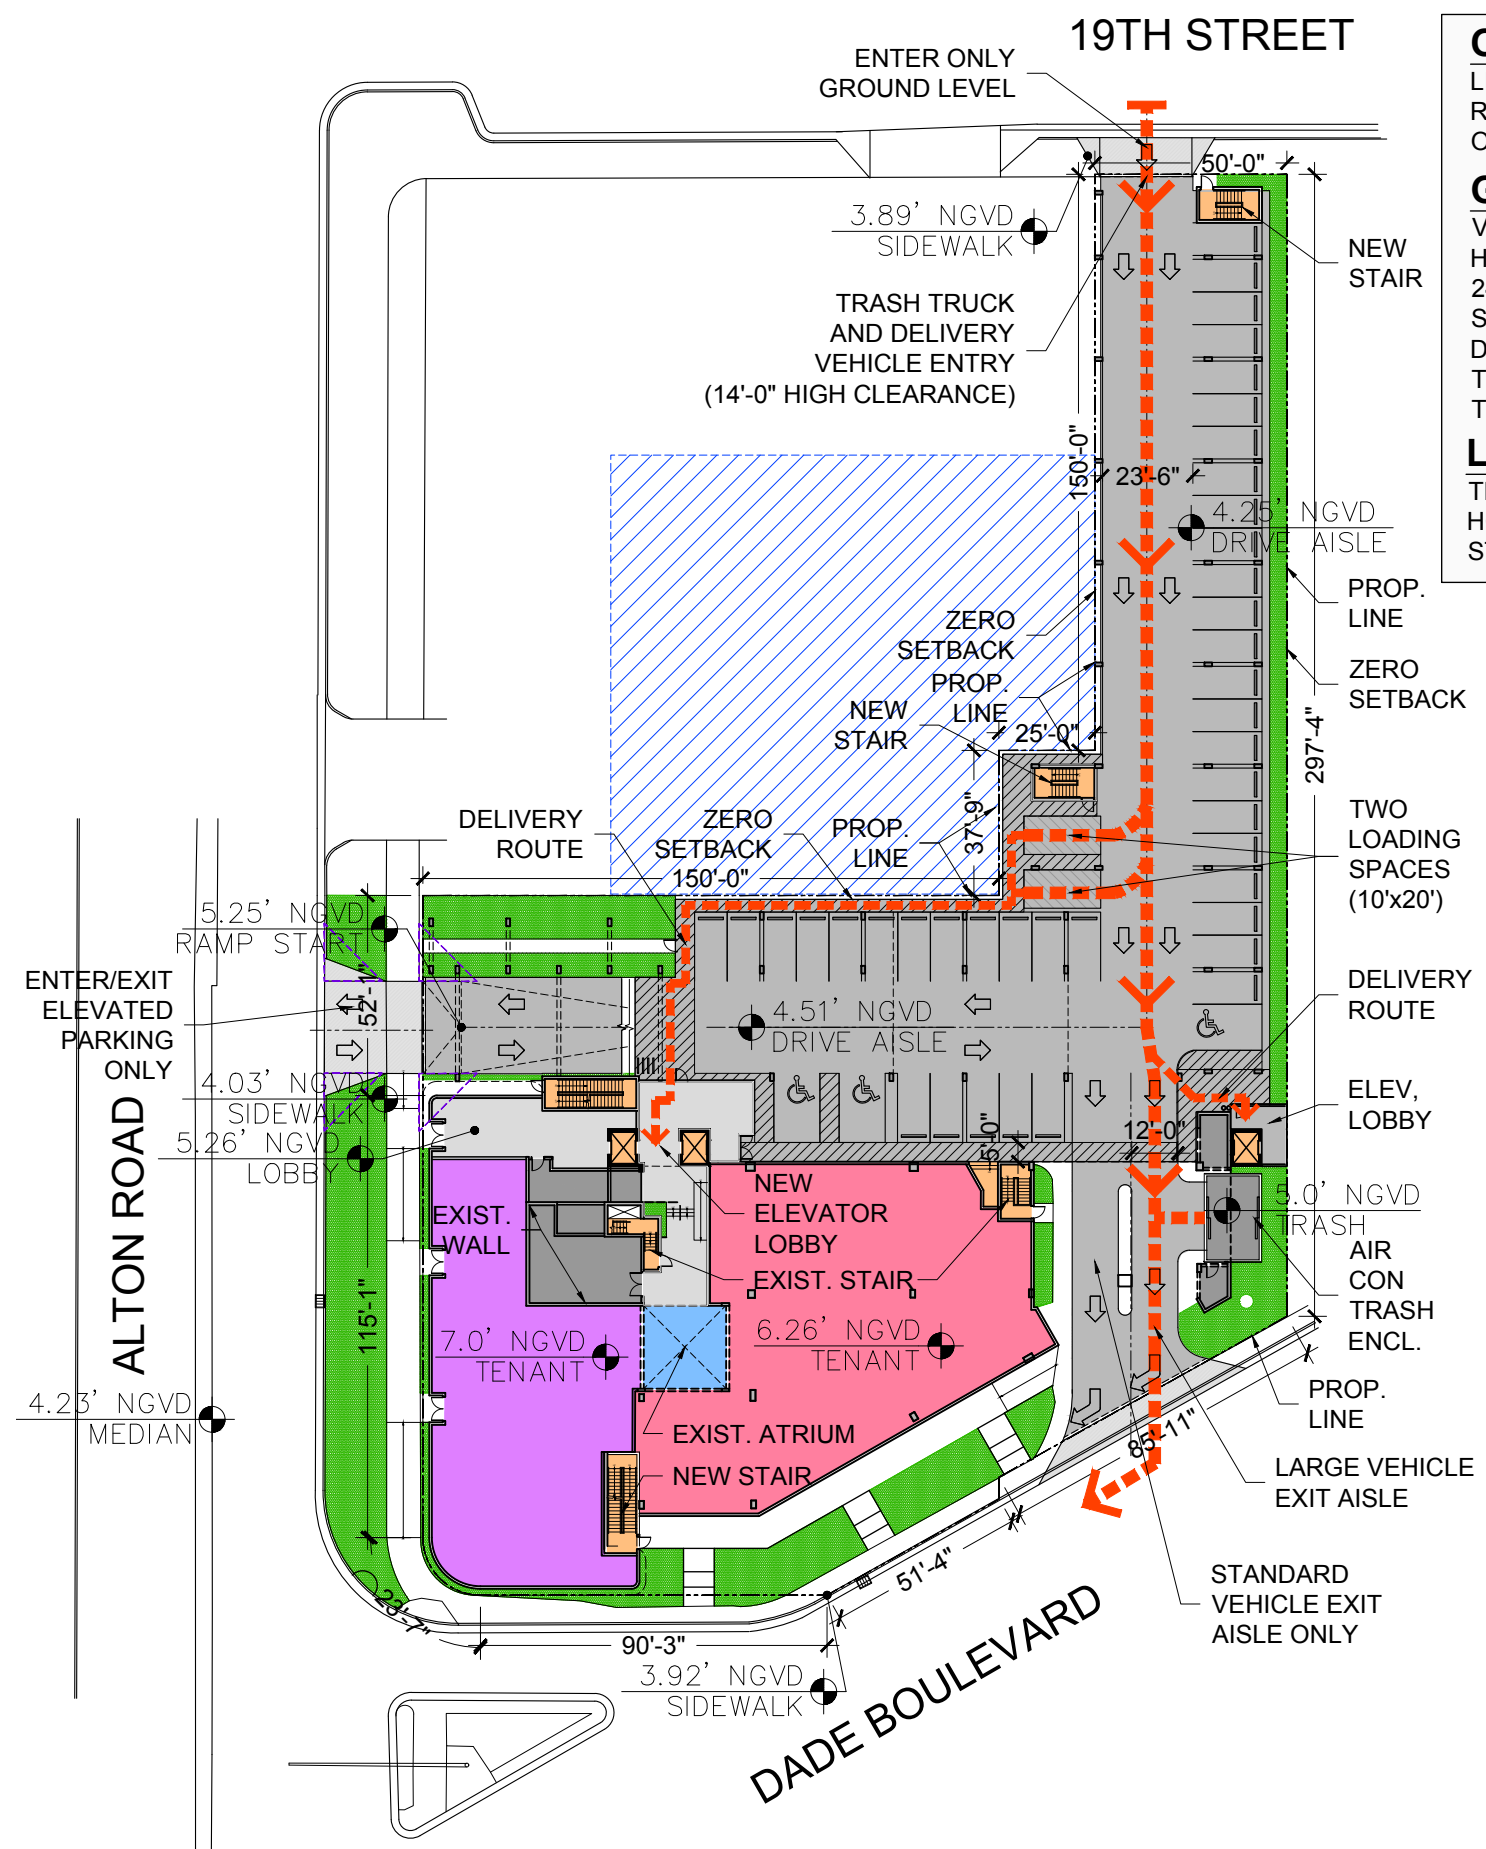 19TH STREET
ENTER ONLY
GROUND LEVEL
50'-0"
3.89' NGVD
SIDEWALK
NEW
STAIR
TRASH TRUCK
AND DELIVERY
VEHICLE ENTRY
(14'-0" HIGH CLEARANCE)
150'-0"
23'-6"
4.25' NGVD
DRIVE AISLE
PROP.
LINE
ZERO
SETBACK
ZERO
SETBACK
PROP.
LINE
NEW
STAIR
25'-0"
297'-4"
37'-9"
DELIVERY
ROUTE
ZERO
SETBACK
PROP.
LINE
TWO
LOADING
SPACES
(10'x20')
150'-0"
5.25' NGVD
RAMP START
ENTER/EXIT
ELEVATED
PARKING
ONLY
52'-1"
4.51' NGVD
DRIVE AISLE
DELIVERY
ROUTE
4.03' NGVD
SIDEWALK
5.26' NGVD
LOBBY
ELEV,
LOBBY
12'-0"
5'-0"
ALTON ROAD
EXIST.
WALL
NEW
ELEVATOR
LOBBY
EXIST. STAIR
5.0' NGVD
TRASH
AIR
CON
TRASH
ENCL.
115'-1"
7.0' NGVD
TENANT
6.26' NGVD
TENANT
4.23' NGVD
MEDIAN
EXIST. ATRIUM
NEW STAIR
PROP.
LINE
85'-11"
LARGE VEHICLE
EXIT AISLE
51'-4"
STANDARD
VEHICLE EXIT
AISLE ONLY
23'-7"
90'-3"
3.92' NGVD
SIDEWALK
DADE BOULEVARD